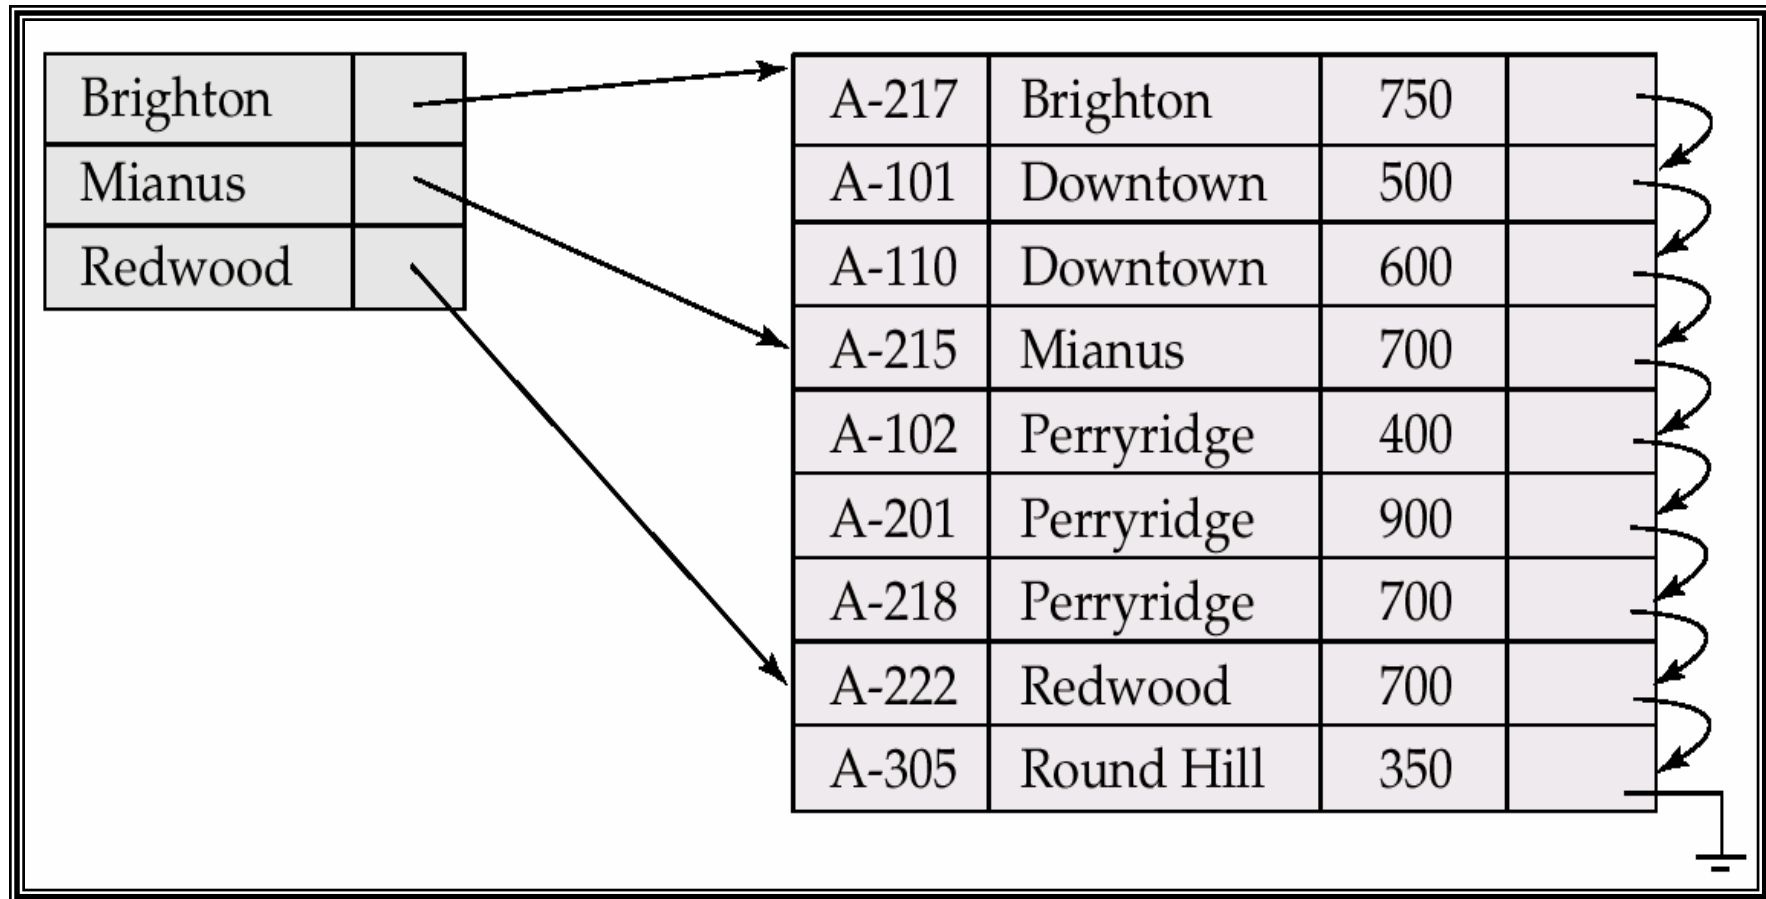 Brighton
Mianus
Redwood
A-217 Brighton 750
A-101 Downtown 500
A-110 Downtown 600
A-215 Mianus 700
A-102 Perryridge 400
A-201 Perryridge 900
A-218 Perryridge 700
A-222 Redwood 700
A-305 Round Hill 350